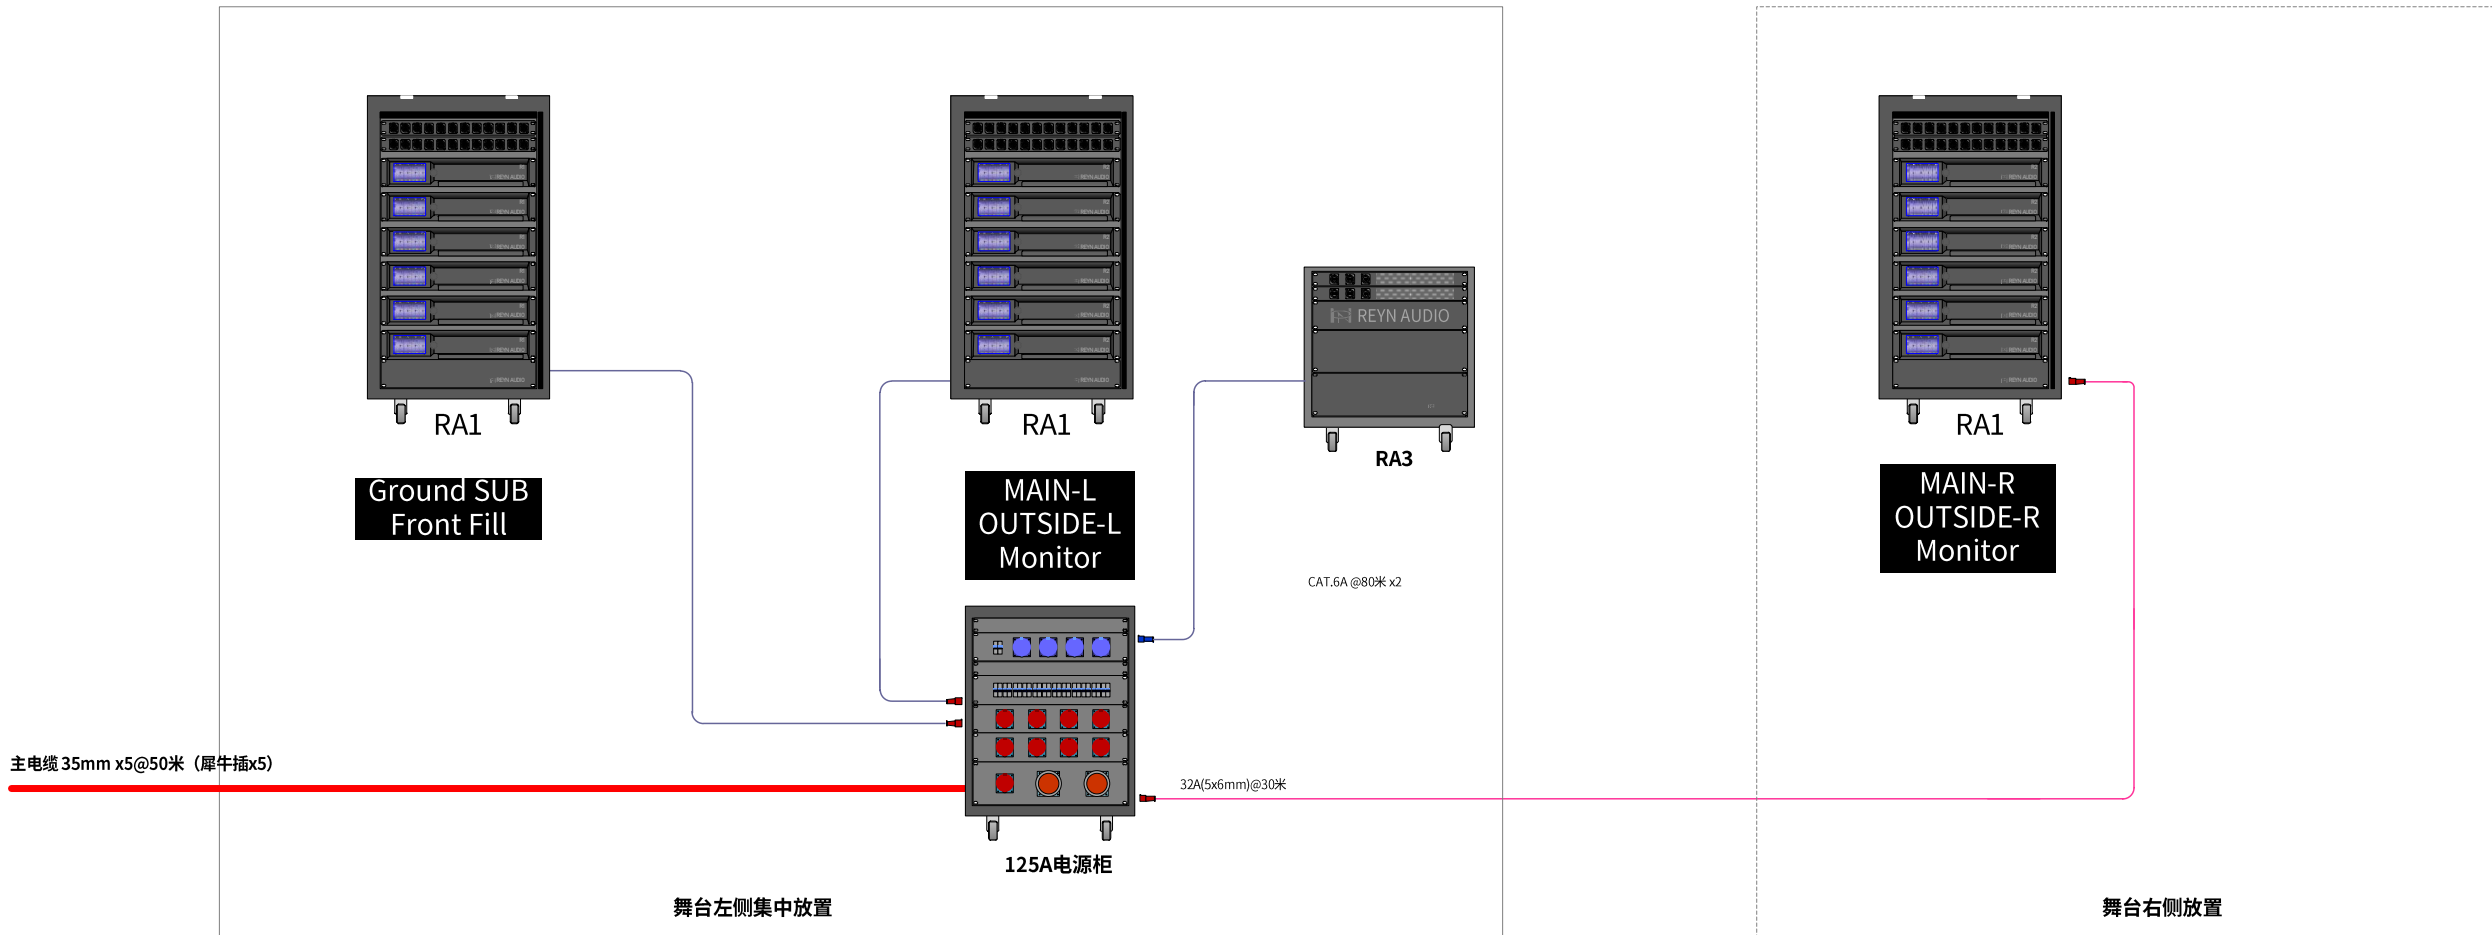 RA1
Ground SUB
Front Fill
RA1
MAIN-L
OUTSIDE-L
Monitor
REYN AUDIO
RA3
CAT.6A @80米 x2
RA1
MAIN-R
OUTSIDE-R
Monitor
主电缆 35mm x5@50米（犀牛插x5）
32A(5x6mm)@30米
125A电源柜
舞台左侧集中放置
舞台右侧放置